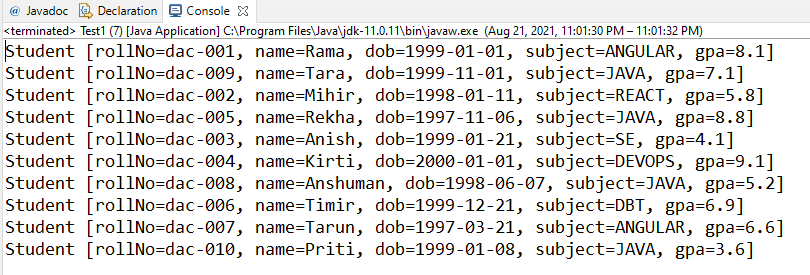 Javadoc Declaration Console
<terminated> Test1 (7) [Java Application] C:\Program Files\Java\jdk-11.0.11\bin\javaw.exe (Aug 21, 2021, 11:01:30 PM – 11:01:32 PM)
Student [rollNo=dac-001, name=Rama, dob=1999-01-01, subject=ANGULAR, gpa=8.1]
Student [rollNo=dac-009, name=Tara, dob=1999-11-01, subject=JAVA, gpa=7.1]
Student [rollNo=dac-002, name=Mihir, dob=1998-01-11, subject=REACT, gpa=5.8]
Student [rollNo=dac-005, name=Rekha, dob=1997-11-06, subject=JAVA, gpa=8.8]
Student [rollNo=dac-003, name=Anish, dob=1999-01-21, subject=SE, gpa=4.1]
Student [rollNo=dac-004, name=Kirti, dob=2000-01-01, subject=DEVOPS, gpa=9.1]
Student [rollNo=dac-008, name=Anshuman, dob=1998-06-07, subject=JAVA, gpa=5.2]
Student [rollNo=dac-006, name=Timir, dob=1999-12-21, subject=DBT, gpa=6.9]
Student [rollNo=dac-007, name=Tarun, dob=1997-03-21, subject=ANGULAR, gpa=6.6]
Student [rollNo=dac-010, name=Priti, dob=1999-01-08, subject=JAVA, gpa=3.6]